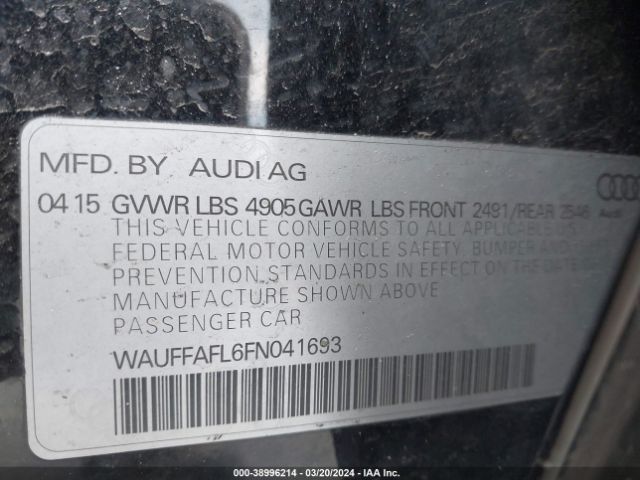 MFD. BY AUDI AG
04 15 GVWR LBS 4905 GAWR LBS FRONT 2491/REAR 2546
Audi
THIS VEHICLE CONFORMS TO ALL APPLICABLE U.S.
FEDERAL MOTOR VEHICLE SAFETY, BUMPER AND THEFT
PREVENTION STANDARDS IN EFFECT ON THE DATE OF
MANUFACTURE SHOWN ABOVE
PASSENGER CAR
WAUFFAFL6FN041693
000-38996214 - 03/20/2024 - IAA Inc.